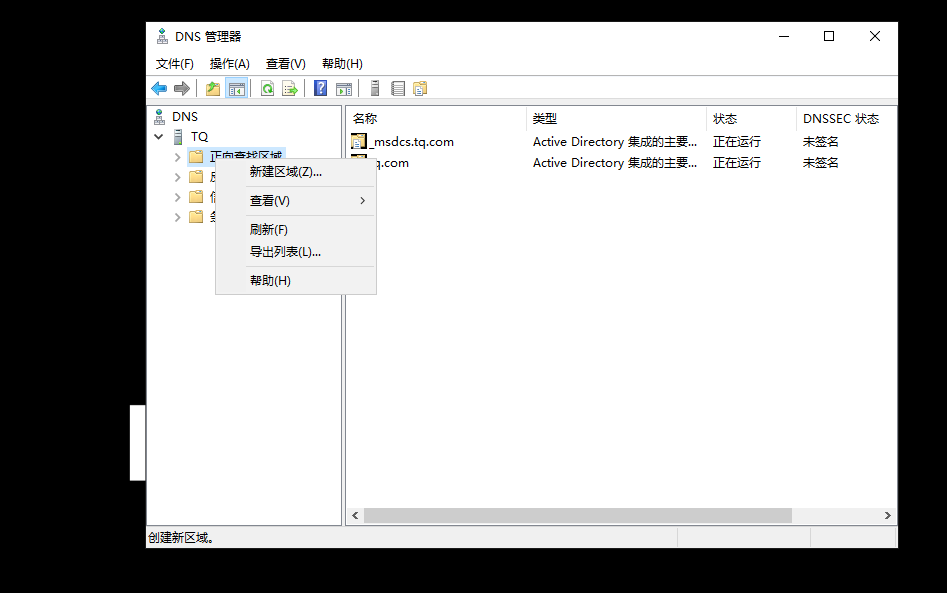 DNS 管理器
文件(F) 操作(A) 查看(V) 帮助(H)
DNS
TQ
正向查找区域
新建区域(Z)...
查看(V)
刷新(F)
导出列表(L)...
帮助(H)
名称 类型 状态 DNSSEC 状态
_msdcs.tq.com Active Directory 集成的主要... 正在运行 未签名
q.com Active Directory 集成的主要... 正在运行 未签名
创建新区域。